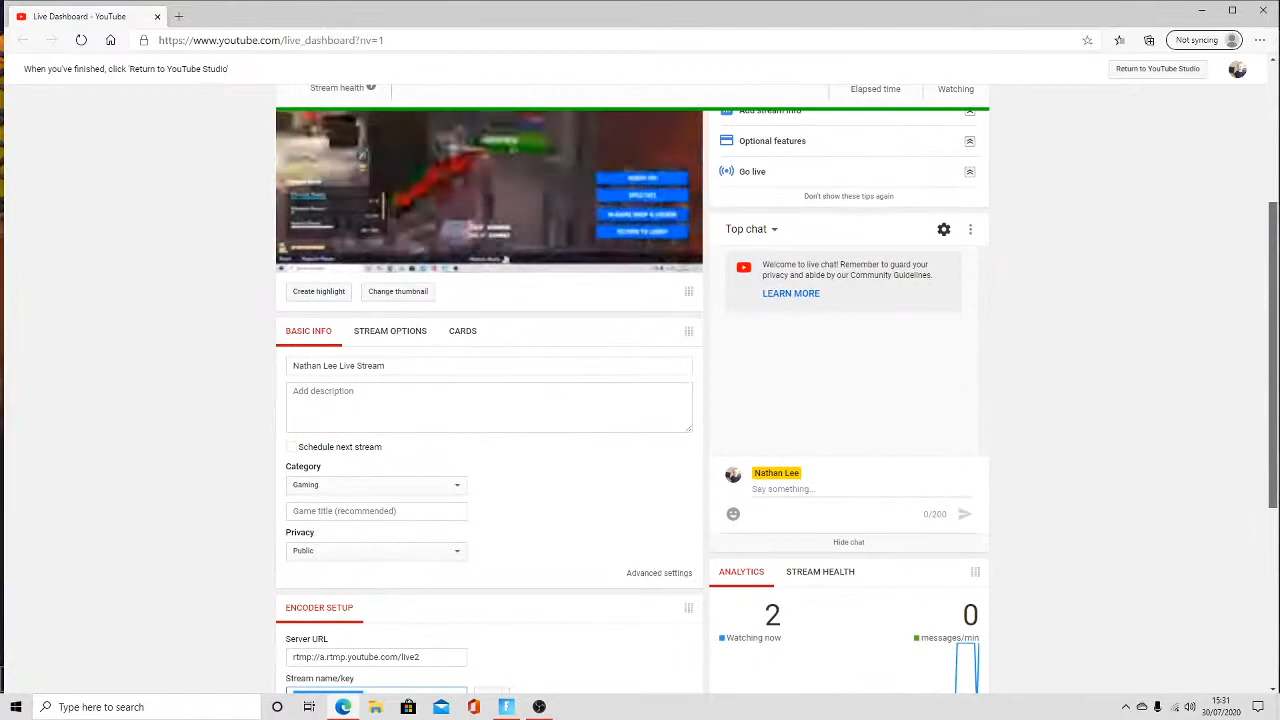 Live Dashboard - YouTube
https://www.youtube.com/live_dashboard?nv=1
Not syncing
When you've finished, click 'Return to YouTube Studio'
Return to YouTube Studio
Stream health
Elapsed time
Watching
Add stream info
Optional features
Go live
Don't show these tips again
RETURN TO LOBBY
Create highlight
Change thumbnail
Top chat
Welcome to live chat! Remember to guard your
privacy and abide by our Community Guidelines.
LEARN MORE
BASIC INFO
STREAM OPTIONS
CARDS
Nathan Lee Live Stream
Add description
Schedule next stream
Category
Gaming
Game title (recommended)
Privacy
Public
Advanced settings
Nathan Lee
Say something...
0/200
Hide chat
ANALYTICS
STREAM HEALTH
2
0
Watching now
messages/min
ENCODER SETUP
Server URL
rtmp://a.rtmp.youtube.com/live2
Stream name/key
Type here to search
15:31
30/07/2020